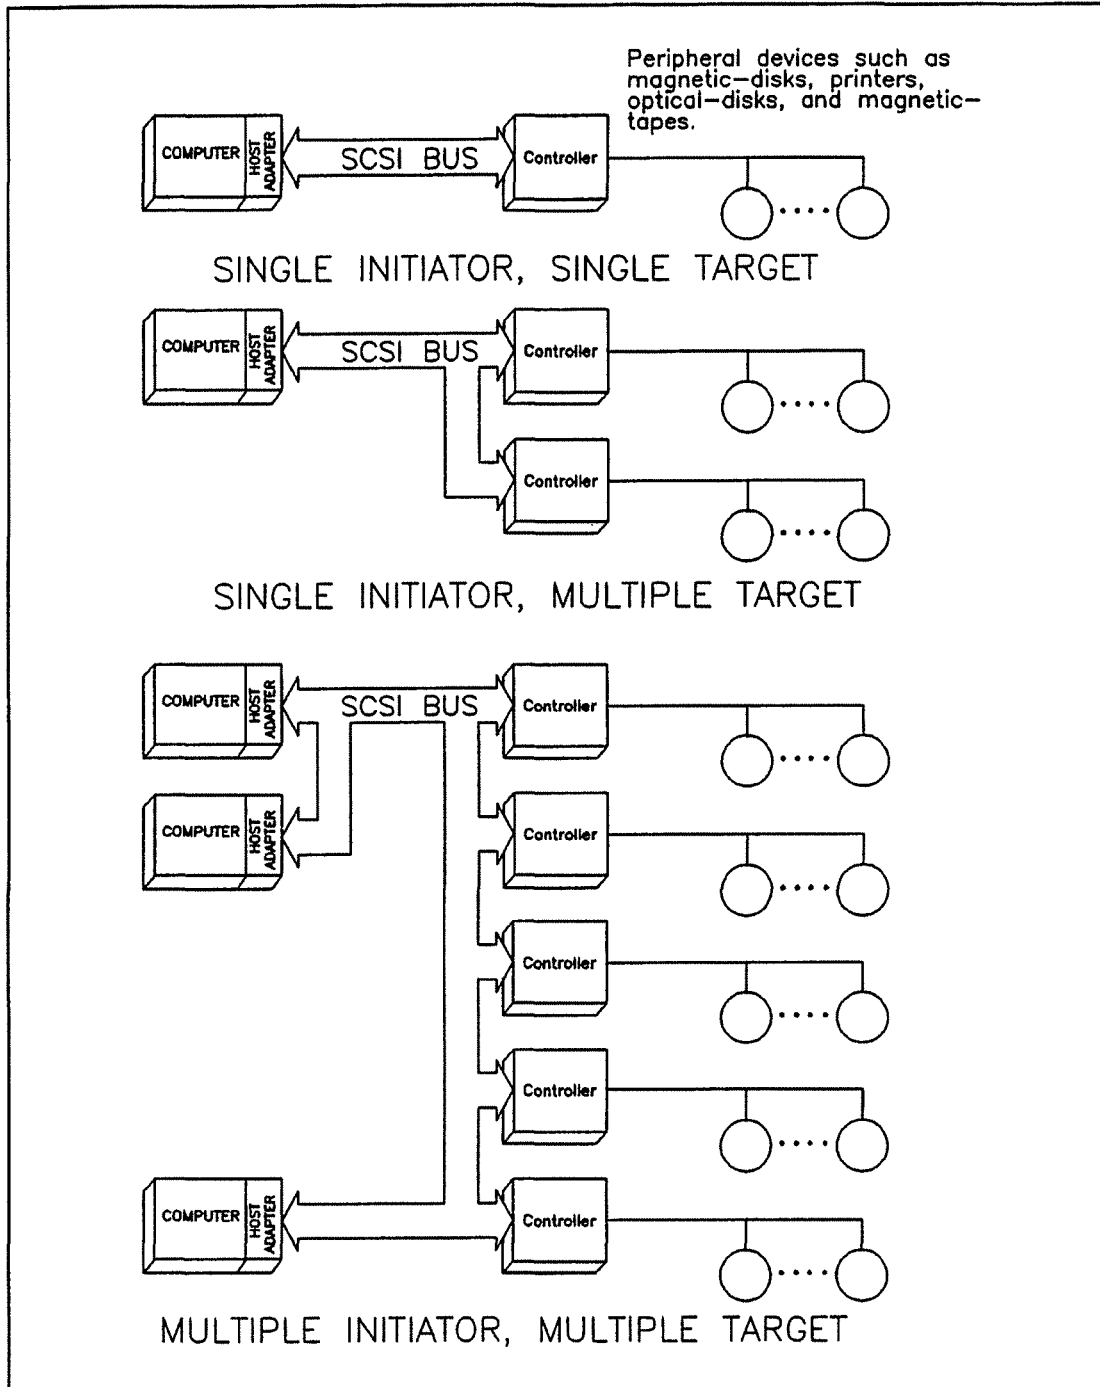 Peripheral devices such as
magnetic-disks, printers,
optical-disks, and magnetic-
tapes.
COMPUTER
HOST
ADAPTER
SCSI BUS
Controller
SINGLE INITIATOR, SINGLE TARGET
COMPUTER
HOST
ADAPTER
SCSI BUS
Controller
Controller
SINGLE INITIATOR, MULTIPLE TARGET
COMPUTER
HOST
ADAPTER
SCSI BUS
Controller
COMPUTER
HOST
ADAPTER
Controller
Controller
Controller
COMPUTER
HOST
ADAPTER
Controller
MULTIPLE INITIATOR, MULTIPLE TARGET